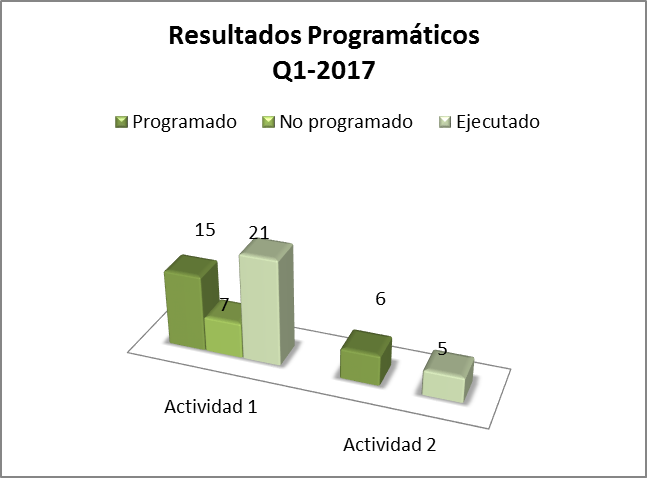 Resultados Programáticos
Q1-2017
Programado No programado Ejecutado
15
7
21
6
5
Actividad 1
Actividad 2